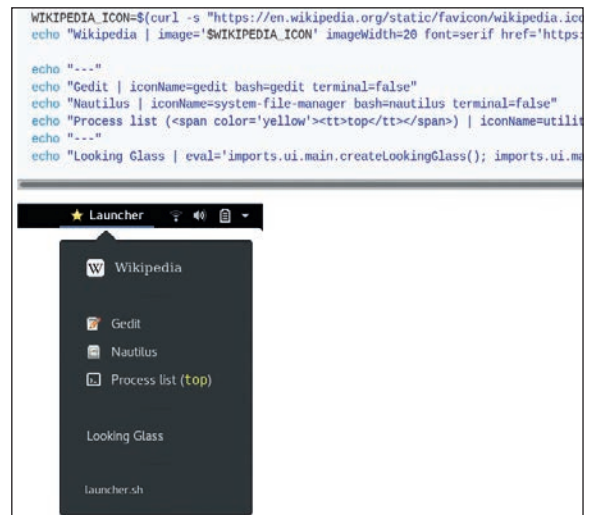 WIKIPEDIA_ICON=$(curl -s "https://en.wikipedia.org/static/favicon/wikipedia.ico
echo "Wikipedia | image='$WIKIPEDIA_ICON' imageWidth=20 font=serif href='https:
echo "---"
echo "Gedit | iconName=gedit bash=gedit terminal=false"
echo "Nautilus | iconName=system-file-manager bash=nautilus terminal=false"
echo "Process list (<span color='yellow'><tt>top</tt></span>) | iconName=utilit
echo "---"
echo "Looking Glass | eval='imports.ui.main.createLookingGlass(); imports.ui.ma
Launcher
W Wikipedia
Gedit
Nautilus
Process list (top)
Looking Glass
launcher.sh